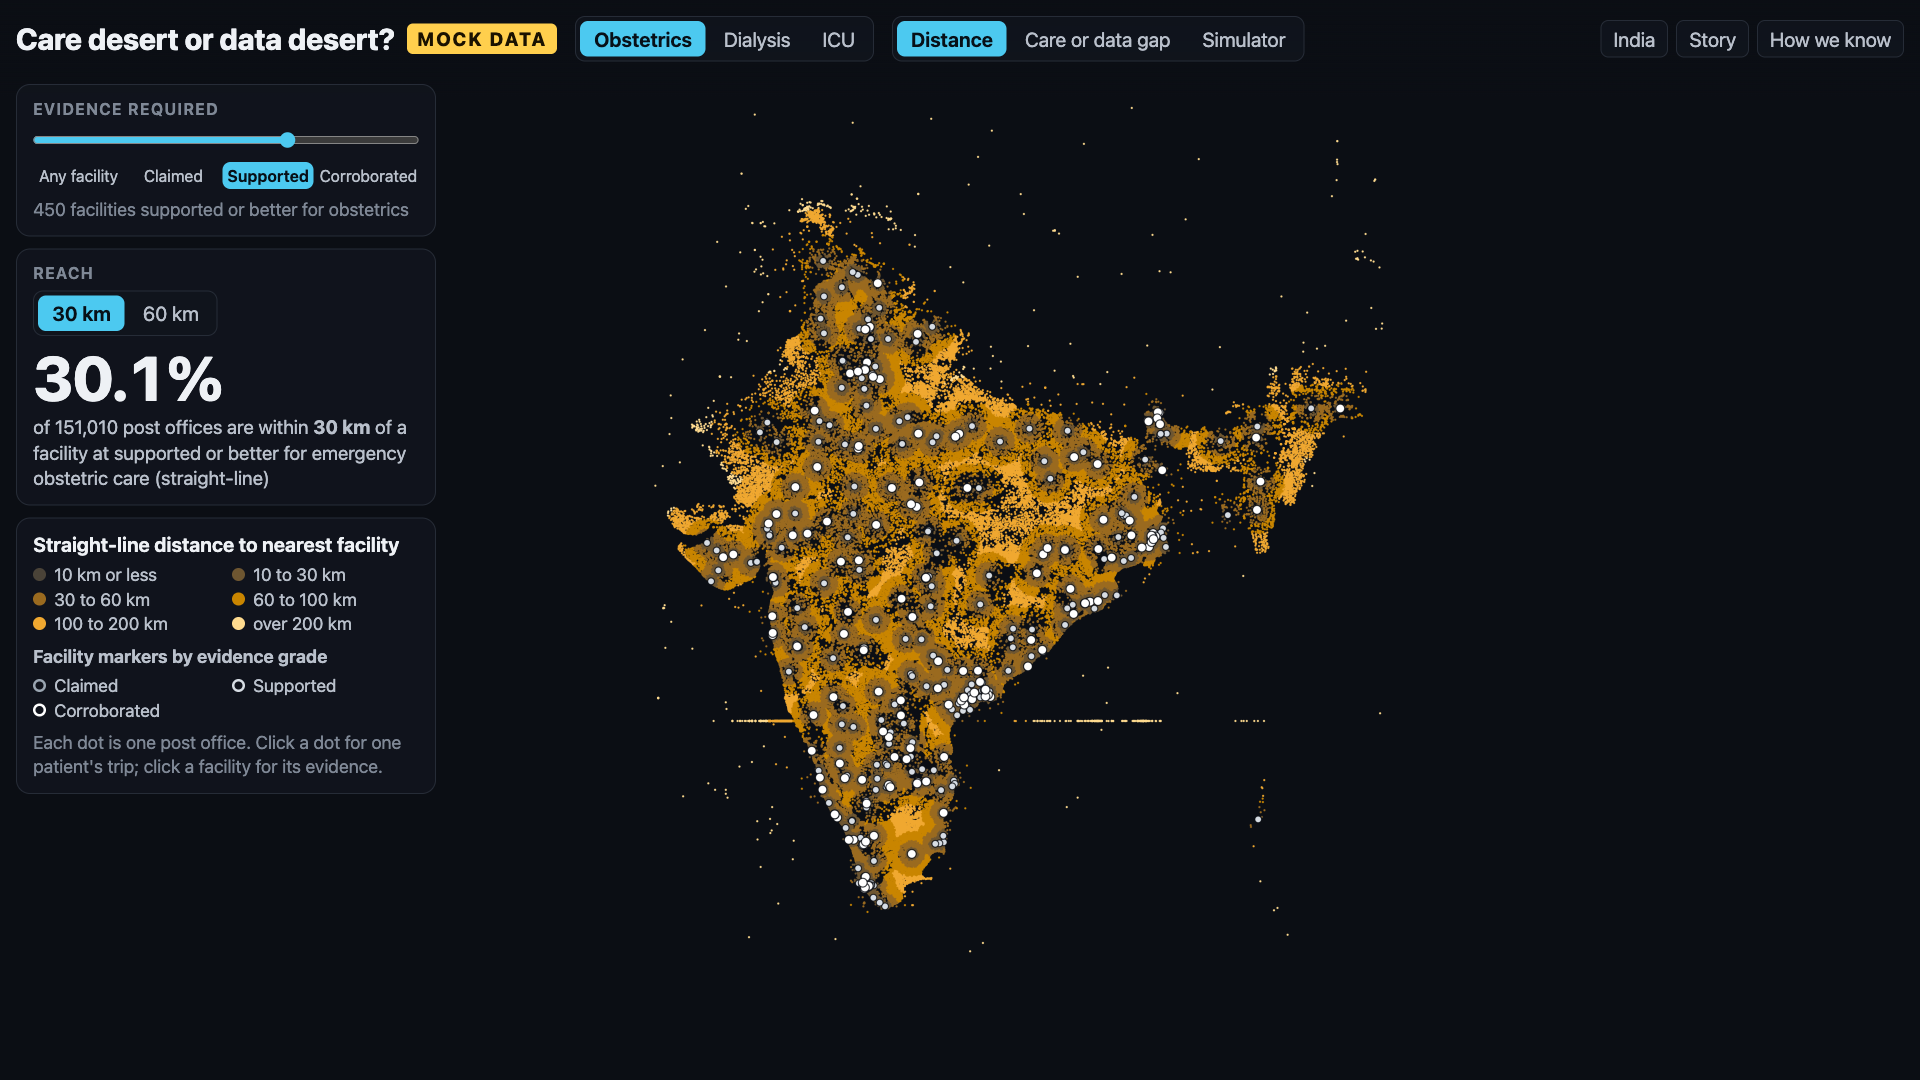 Care desert or data desert? MOCK DATA Obstetrics Dialysis ICU Distance Care or data gap Simulator India Story How we know
EVIDENCE REQUIRED
Any facility Claimed Supported Corroborated
450 facilities supported or better for obstetrics
REACH
30 km 60 km
30.1%
of 151,010 post offices are within 30 km of a
facility at supported or better for emergency
obstetric care (straight-line)
Straight-line distance to nearest facility
10 km or less 10 to 30 km
30 to 60 km 60 to 100 km
100 to 200 km over 200 km
Facility markers by evidence grade
Claimed Supported
Corroborated
Each dot is one post office. Click a dot for one
patient's trip; click a facility for its evidence.